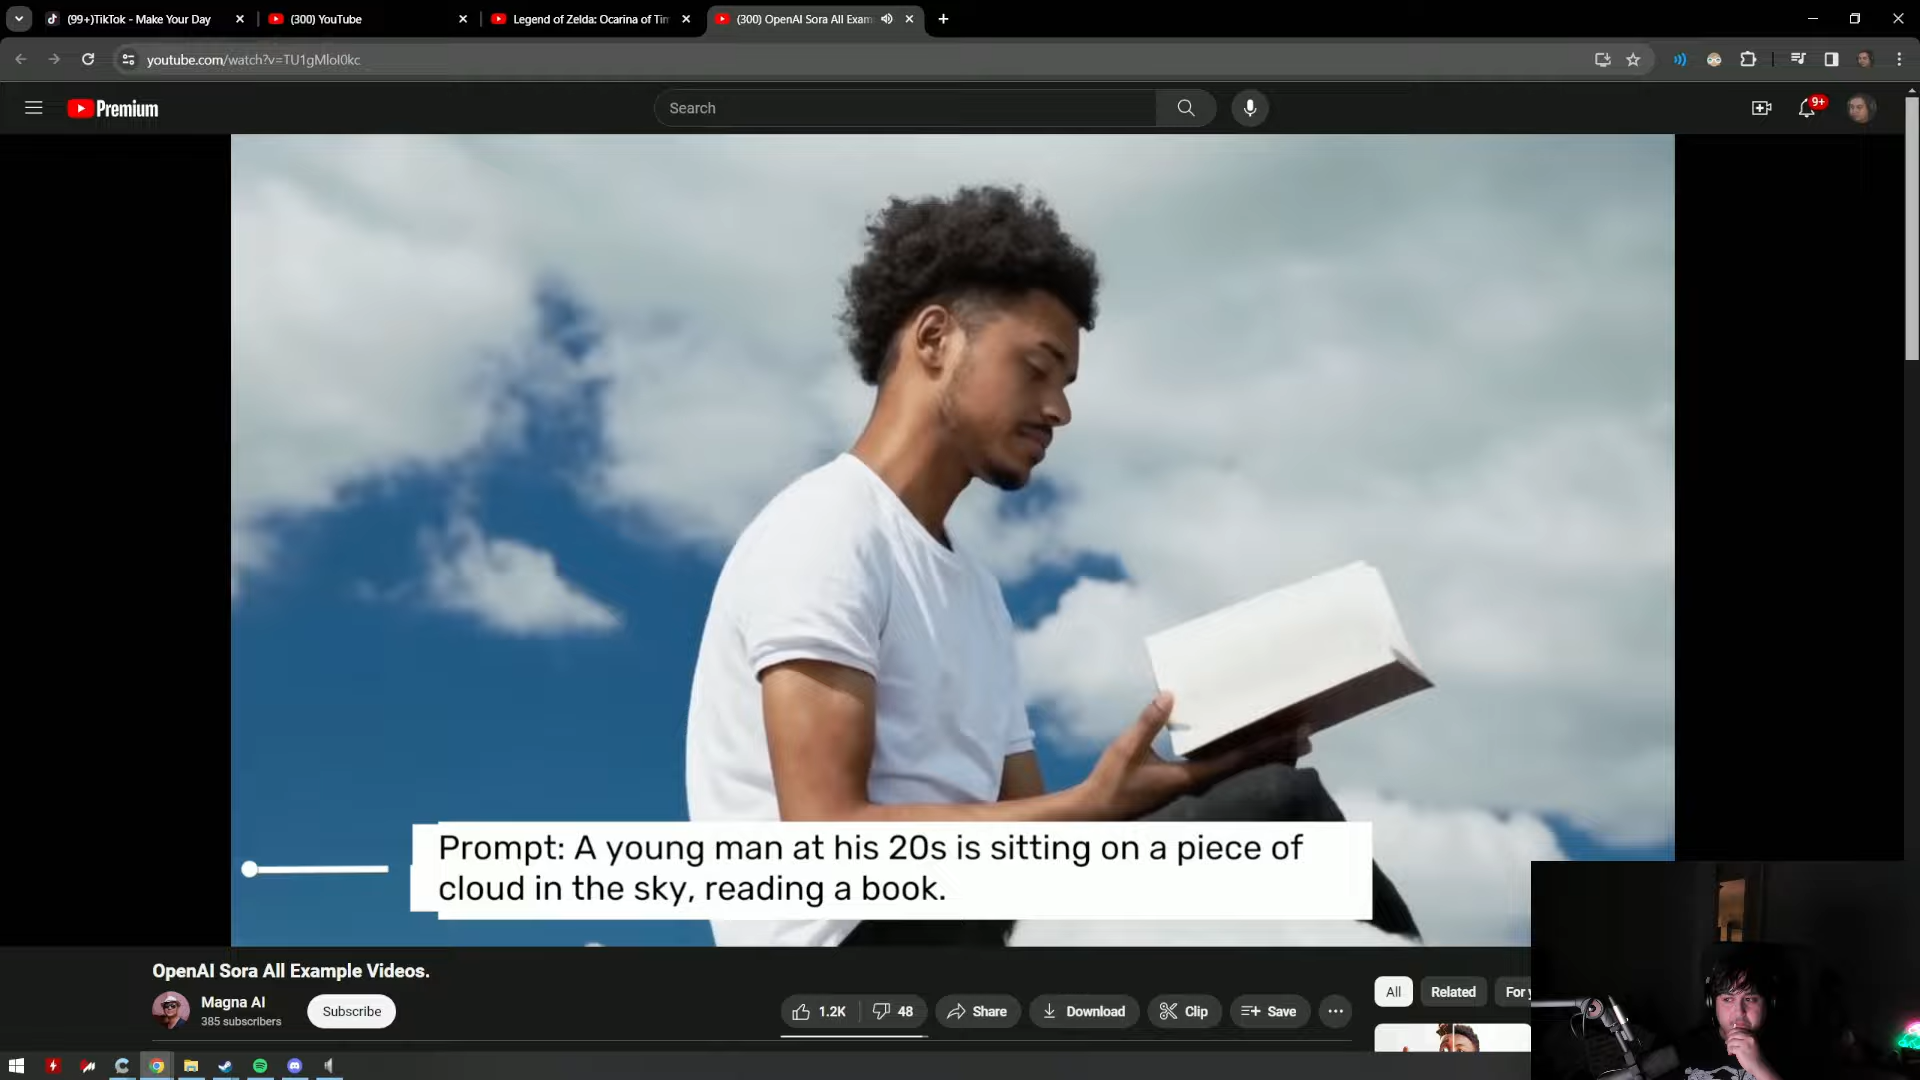 (99+)TikTok - Make Your Day
(300) YouTube
Legend of Zelda: Ocarina of Tim
(300) OpenAI Sora All Exam
youtube.com/watch?v=TU1gMloI0kc
Premium
Search
9+
Prompt: A young man at his 20s is sitting on a piece of
cloud in the sky, reading a book.
OpenAI Sora All Example Videos.
Magna AI
385 subscribers
Subscribe
1.2K
48
Share
Download
Clip
Save
All
Related
For